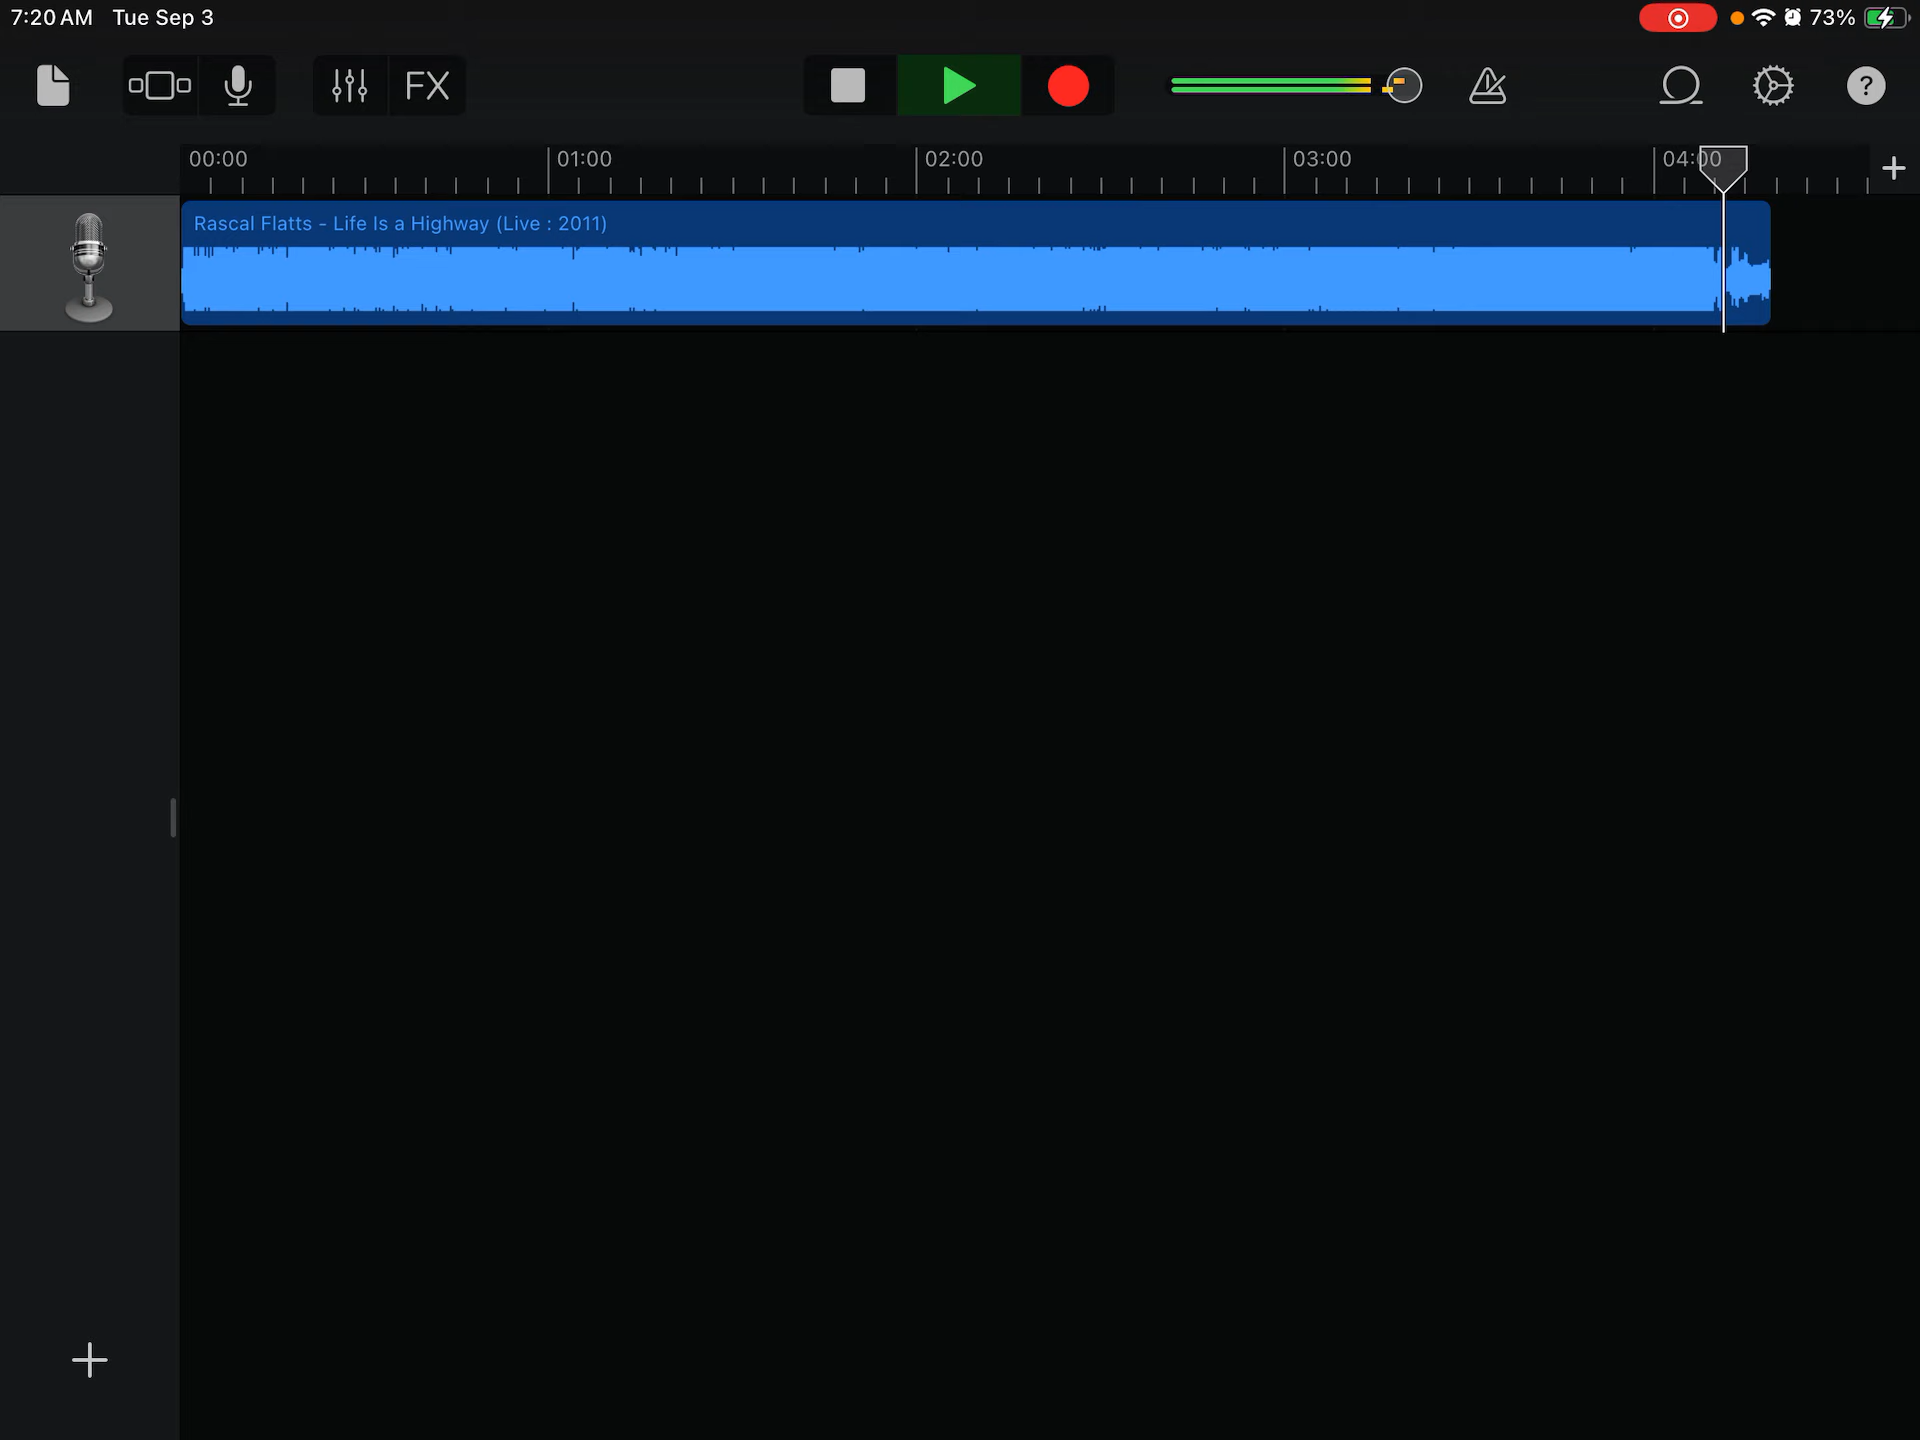 7:20 AM Tue Sep 3
73%
FX
?
00:00 01:00 02:00 03:00 04:00
Rascal Flatts - Life Is a Highway (Live : 2011)